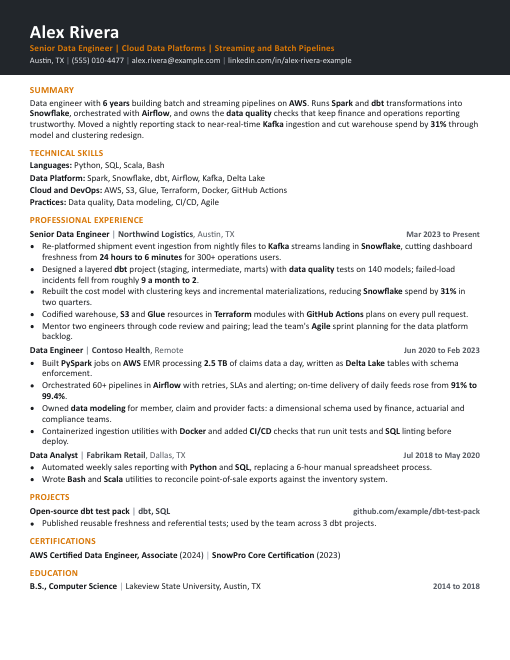 Alex Rivera
Senior Data Engineer | Cloud Data Platforms | Streaming and Batch Pipelines
Austin, TX | (555) 010-4477 | alex.rivera@example.com | linkedin.com/in/alex-rivera-example
SUMMARY
Data engineer with 6 years building batch and streaming pipelines on AWS. Runs Spark and dbt transformations into
Snowflake, orchestrated with Airflow, and owns the data quality checks that keep finance and operations reporting
trustworthy. Moved a nightly reporting stack to near-real-time Kafka ingestion and cut warehouse spend by 31% through
model and clustering redesign.
TECHNICAL SKILLS
Languages: Python, SQL, Scala, Bash
Data Platform: Spark, Snowflake, dbt, Airflow, Kafka, Delta Lake
Cloud and DevOps: AWS, S3, Glue, Terraform, Docker, GitHub Actions
Practices: Data quality, Data modeling, CI/CD, Agile
PROFESSIONAL EXPERIENCE
Senior Data Engineer | Northwind Logistics, Austin, TX Mar 2023 to Present
• Re-platformed shipment event ingestion from nightly files to Kafka streams landing in Snowflake, cutting dashboard
freshness from 24 hours to 6 minutes for 300+ operations users.
• Designed a layered dbt project (staging, intermediate, marts) with data quality tests on 140 models; failed-load
incidents fell from roughly 9 a month to 2.
• Rebuilt the cost model with clustering keys and incremental materializations, reducing Snowflake spend by 31% in
two quarters.
• Codified warehouse, S3 and Glue resources in Terraform modules with GitHub Actions plans on every pull request.
• Mentor two engineers through code review and pairing; lead the team's Agile sprint planning for the data platform
backlog.
Data Engineer | Contoso Health, Remote Jun 2020 to Feb 2023
• Built PySpark jobs on AWS EMR processing 2.5 TB of claims data a day, written as Delta Lake tables with schema
enforcement.
• Orchestrated 60+ pipelines in Airflow with retries, SLAs and alerting; on-time delivery of daily feeds rose from 91% to
99.4%.
• Owned data modeling for member, claim and provider facts: a dimensional schema used by finance, actuarial and
compliance teams.
• Containerized ingestion utilities with Docker and added CI/CD checks that run unit tests and SQL linting before
deploy.
Data Analyst | Fabrikam Retail, Dallas, TX Jul 2018 to May 2020
• Automated weekly sales reporting with Python and SQL, replacing a 6-hour manual spreadsheet process.
• Wrote Bash and Scala utilities to reconcile point-of-sale exports against the inventory system.
PROJECTS
Open-source dbt test pack | dbt, SQL github.com/example/dbt-test-pack
• Published reusable freshness and referential tests; used by the team across 3 dbt projects.
CERTIFICATIONS
AWS Certified Data Engineer, Associate (2024) | SnowPro Core Certification (2023)
EDUCATION
B.S., Computer Science | Lakeview State University, Austin, TX 2014 to 2018